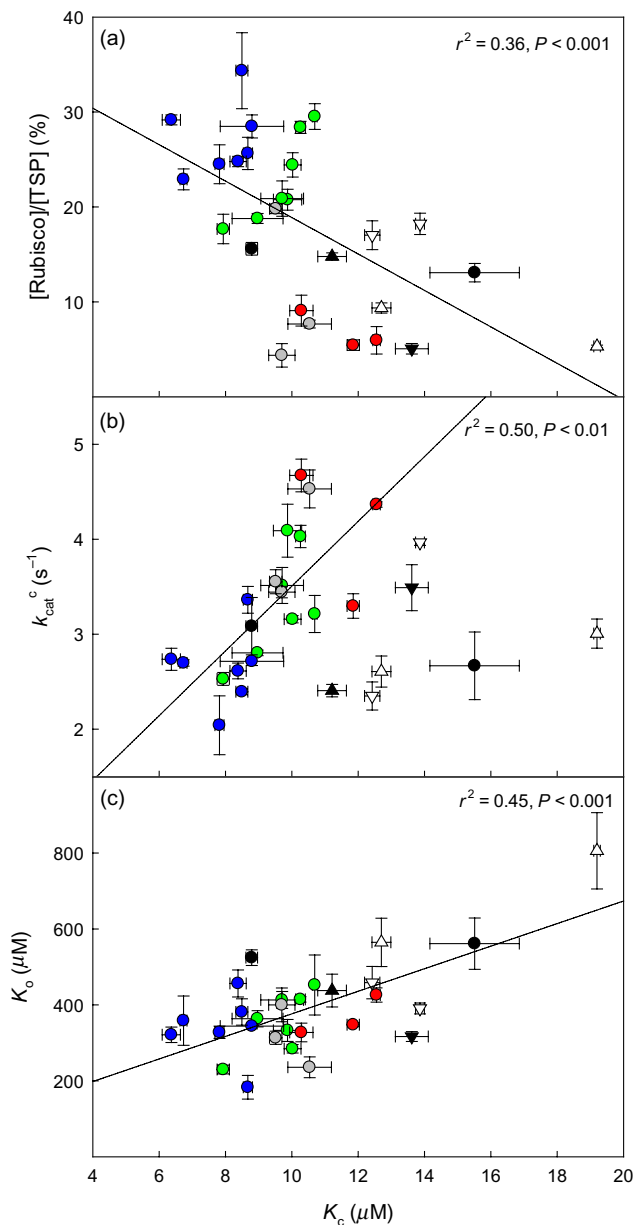 (a)
r² = 0.36, P < 0.001
[Rubisco]/[TSP] (%)
40
30
20
10
(b)
r² = 0.50, P < 0.01
k_cat^c (s⁻¹)
5
4
3
2
(c)
r² = 0.45, P < 0.001
K_o (μM)
800
600
400
200
4 6 8 10 12 14 16 18 20
K_c (μM)